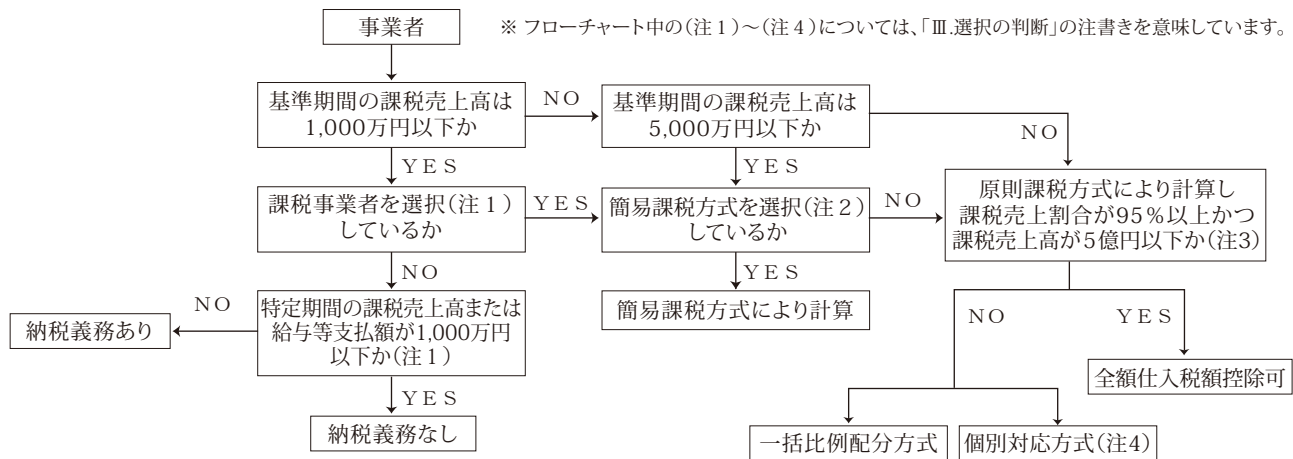 事業者
※ フローチャート中の(注1)～(注4)については、「Ⅲ.選択の判断」の注書きを意味しています。
基準期間の課税売上高は
1,000万円以下か
NO
基準期間の課税売上高は
5,000万円以下か
NO
YES
YES
課税事業者を選択(注1)
しているか
YES
簡易課税方式を選択(注2)
しているか
NO
原則課税方式により計算し
課税売上割合が95%以上かつ
課税売上高が5億円以下か(注3)
NO
YES
NO
特定期間の課税売上高または
給与等支払額が1,000万円
以下か(注1)
簡易課税方式により計算
NO
YES
納税義務あり
YES
全額仕入税額控除可
納税義務なし
一括比例配分方式
個別対応方式(注4)